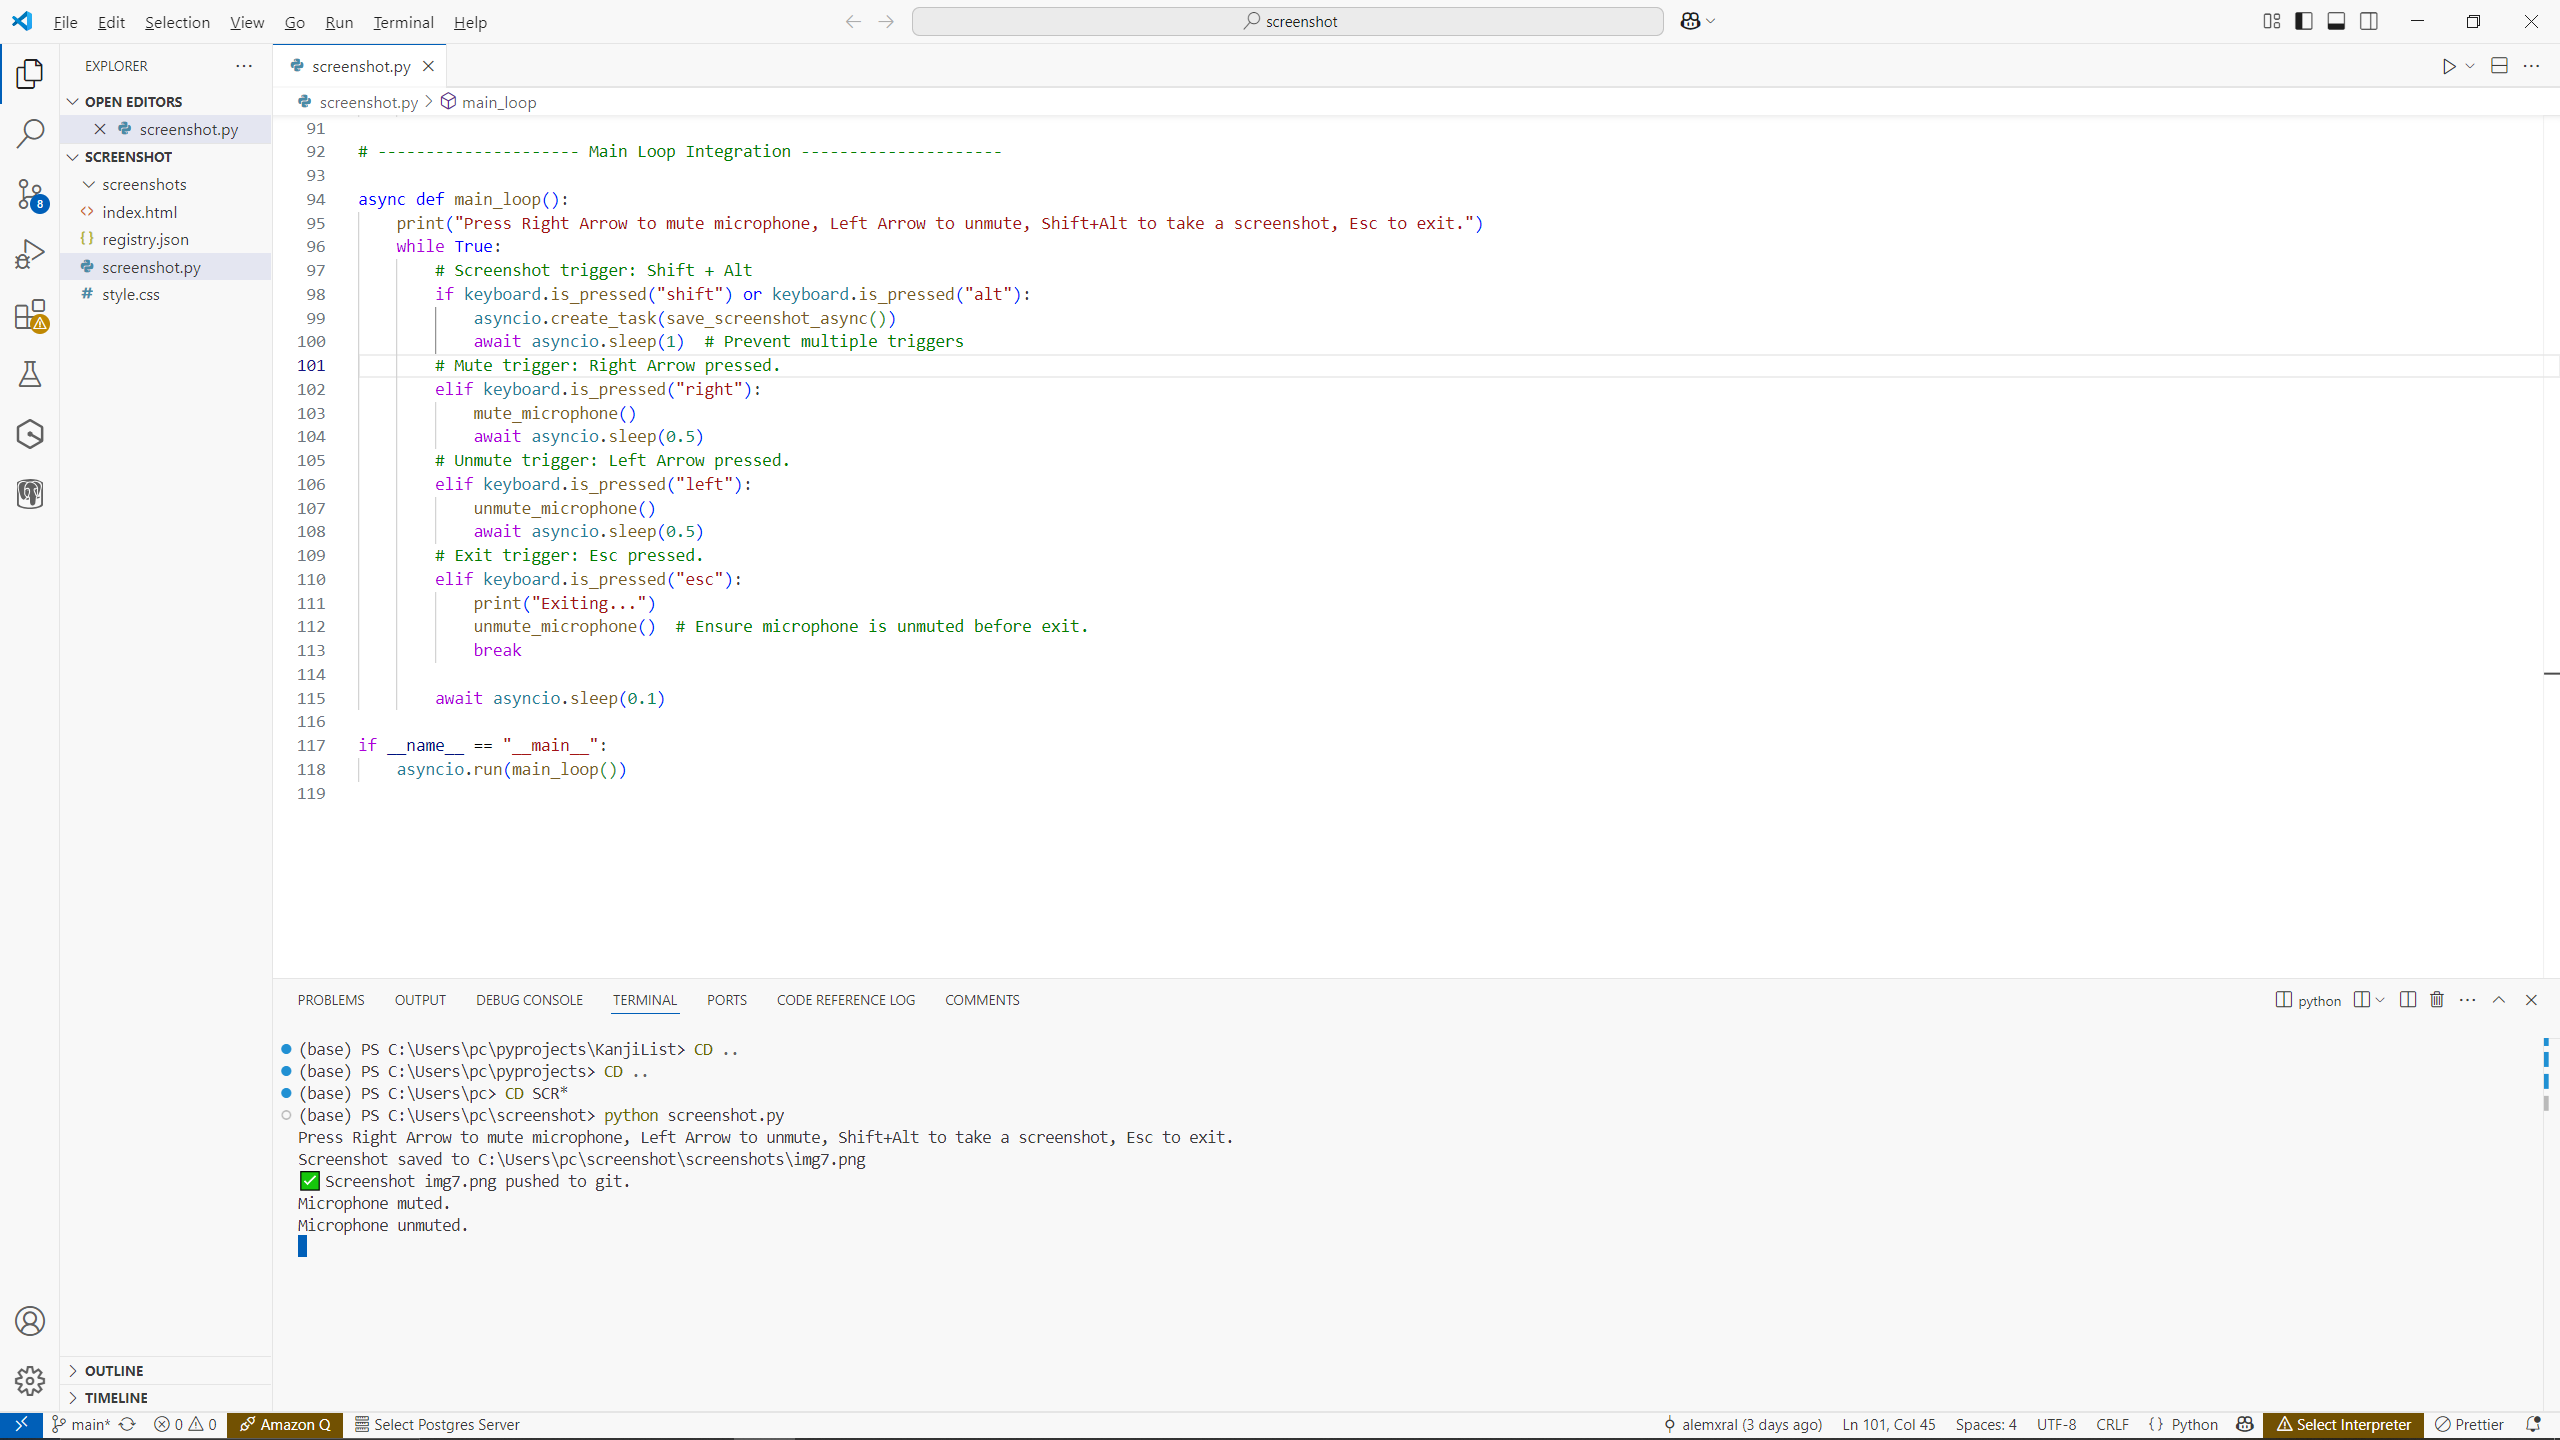 File Edit Selection View Go Run Terminal Help
screenshot
EXPLORER
OPEN EDITORS
screenshot.py
SCREENSHOT
screenshots
index.html
registry.json
screenshot.py
style.css
OUTLINE
TIMELINE
8
screenshot.py
screenshot.py > main_loop
91
92 # --------------------- Main Loop Integration ---------------------
93
94 async def main_loop():
95     print("Press Right Arrow to mute microphone, Left Arrow to unmute, Shift+Alt to take a screenshot, Esc to exit.")
96     while True:
97         # Screenshot trigger: Shift + Alt
98         if keyboard.is_pressed("shift") or keyboard.is_pressed("alt"):
99             asyncio.create_task(save_screenshot_async())
100             await asyncio.sleep(1)  # Prevent multiple triggers
101         # Mute trigger: Right Arrow pressed.
102         elif keyboard.is_pressed("right"):
103             mute_microphone()
104             await asyncio.sleep(0.5)
105         # Unmute trigger: Left Arrow pressed.
106         elif keyboard.is_pressed("left"):
107             unmute_microphone()
108             await asyncio.sleep(0.5)
109         # Exit trigger: Esc pressed.
110         elif keyboard.is_pressed("esc"):
111             print("Exiting...")
112             unmute_microphone()  # Ensure microphone is unmuted before exit.
113             break
114
115         await asyncio.sleep(0.1)
116
117 if __name__ == "__main__":
118     asyncio.run(main_loop())
119
PROBLEMS OUTPUT DEBUG CONSOLE TERMINAL PORTS CODE REFERENCE LOG COMMENTS
python
(base) PS C:\Users\pc\pyprojects\KanjiList> CD ..
(base) PS C:\Users\pc\pyprojects> CD ..
(base) PS C:\Users\pc> CD SCR*
(base) PS C:\Users\pc\screenshot> python screenshot.py
Press Right Arrow to mute microphone, Left Arrow to unmute, Shift+Alt to take a screenshot, Esc to exit.
Screenshot saved to C:\Users\pc\screenshot\screenshots\img7.png
✅ Screenshot img7.png pushed to git.
Microphone muted.
Microphone unmuted.
main* 0 0 Amazon Q Select Postgres Server alemxral (3 days ago) Ln 101, Col 45 Spaces: 4 UTF-8 CRLF {} Python Select Interpreter Prettier